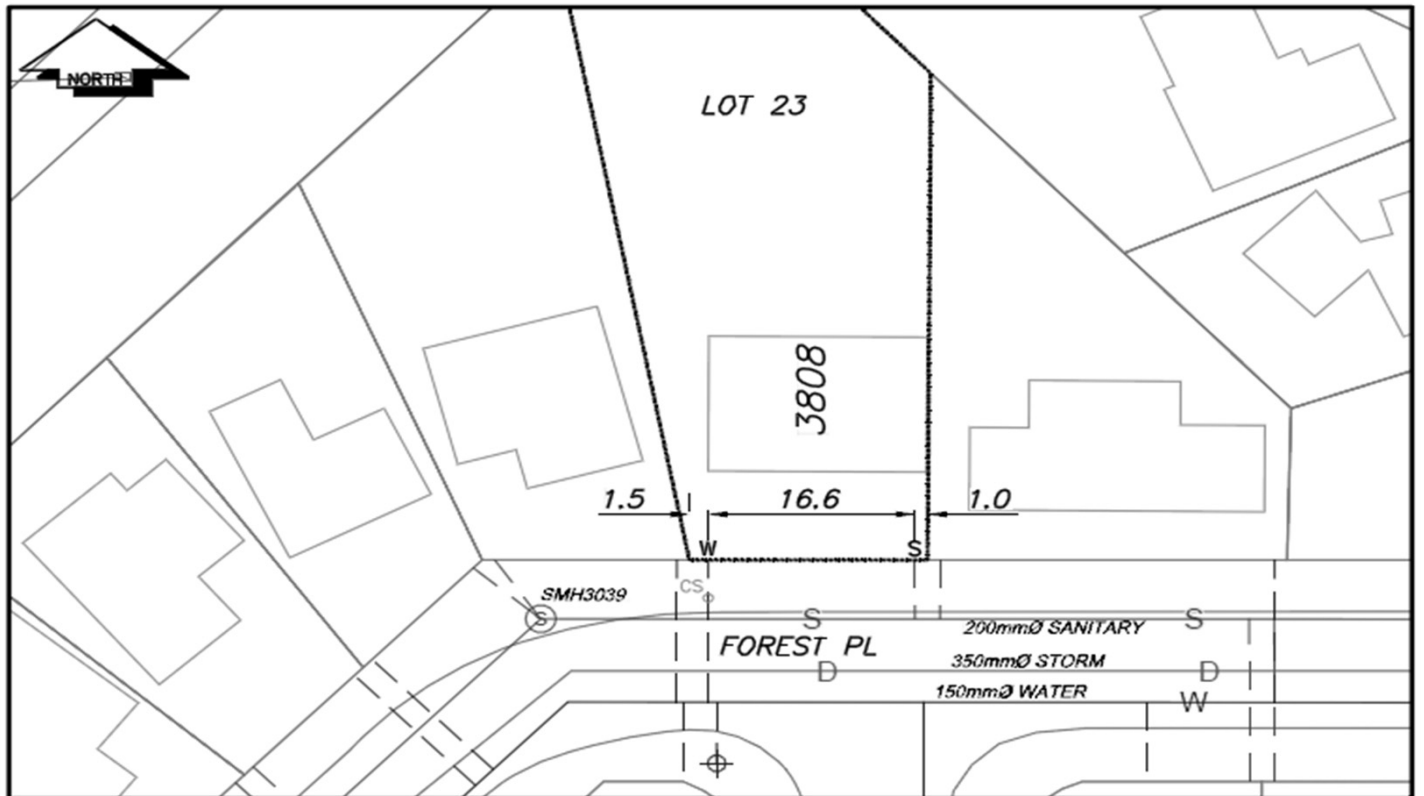 NORTH
LOT 23
3808
1.5 16.6 1.0
W S
CS
SMH3039
S
S S
200mmØ SANITARY
FOREST PL
350mmØ STORM
D D
150mmØ WATER
W